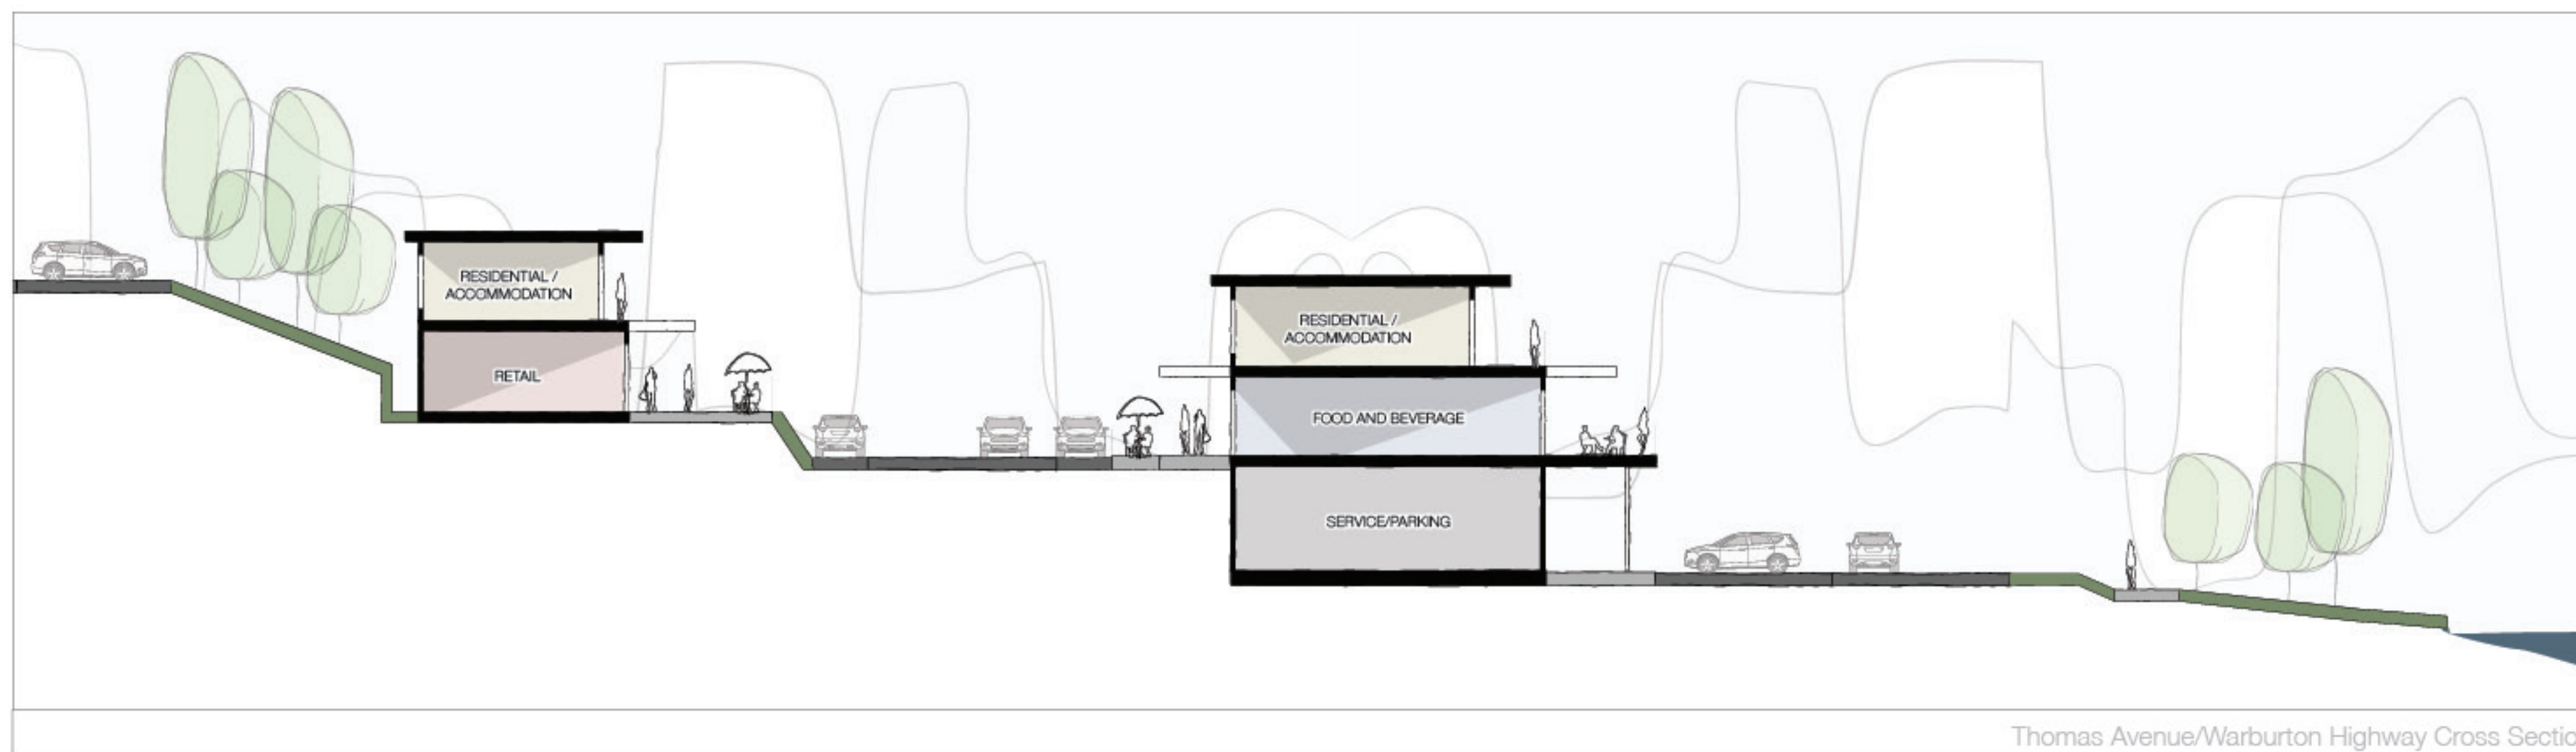 RESIDENTIAL /
ACCOMMODATION
RETAIL
RESIDENTIAL /
ACCOMMODATION
FOOD AND BEVERAGE
SERVICE/PARKING
Thomas Avenue/Warburton Highway Cross Sectio